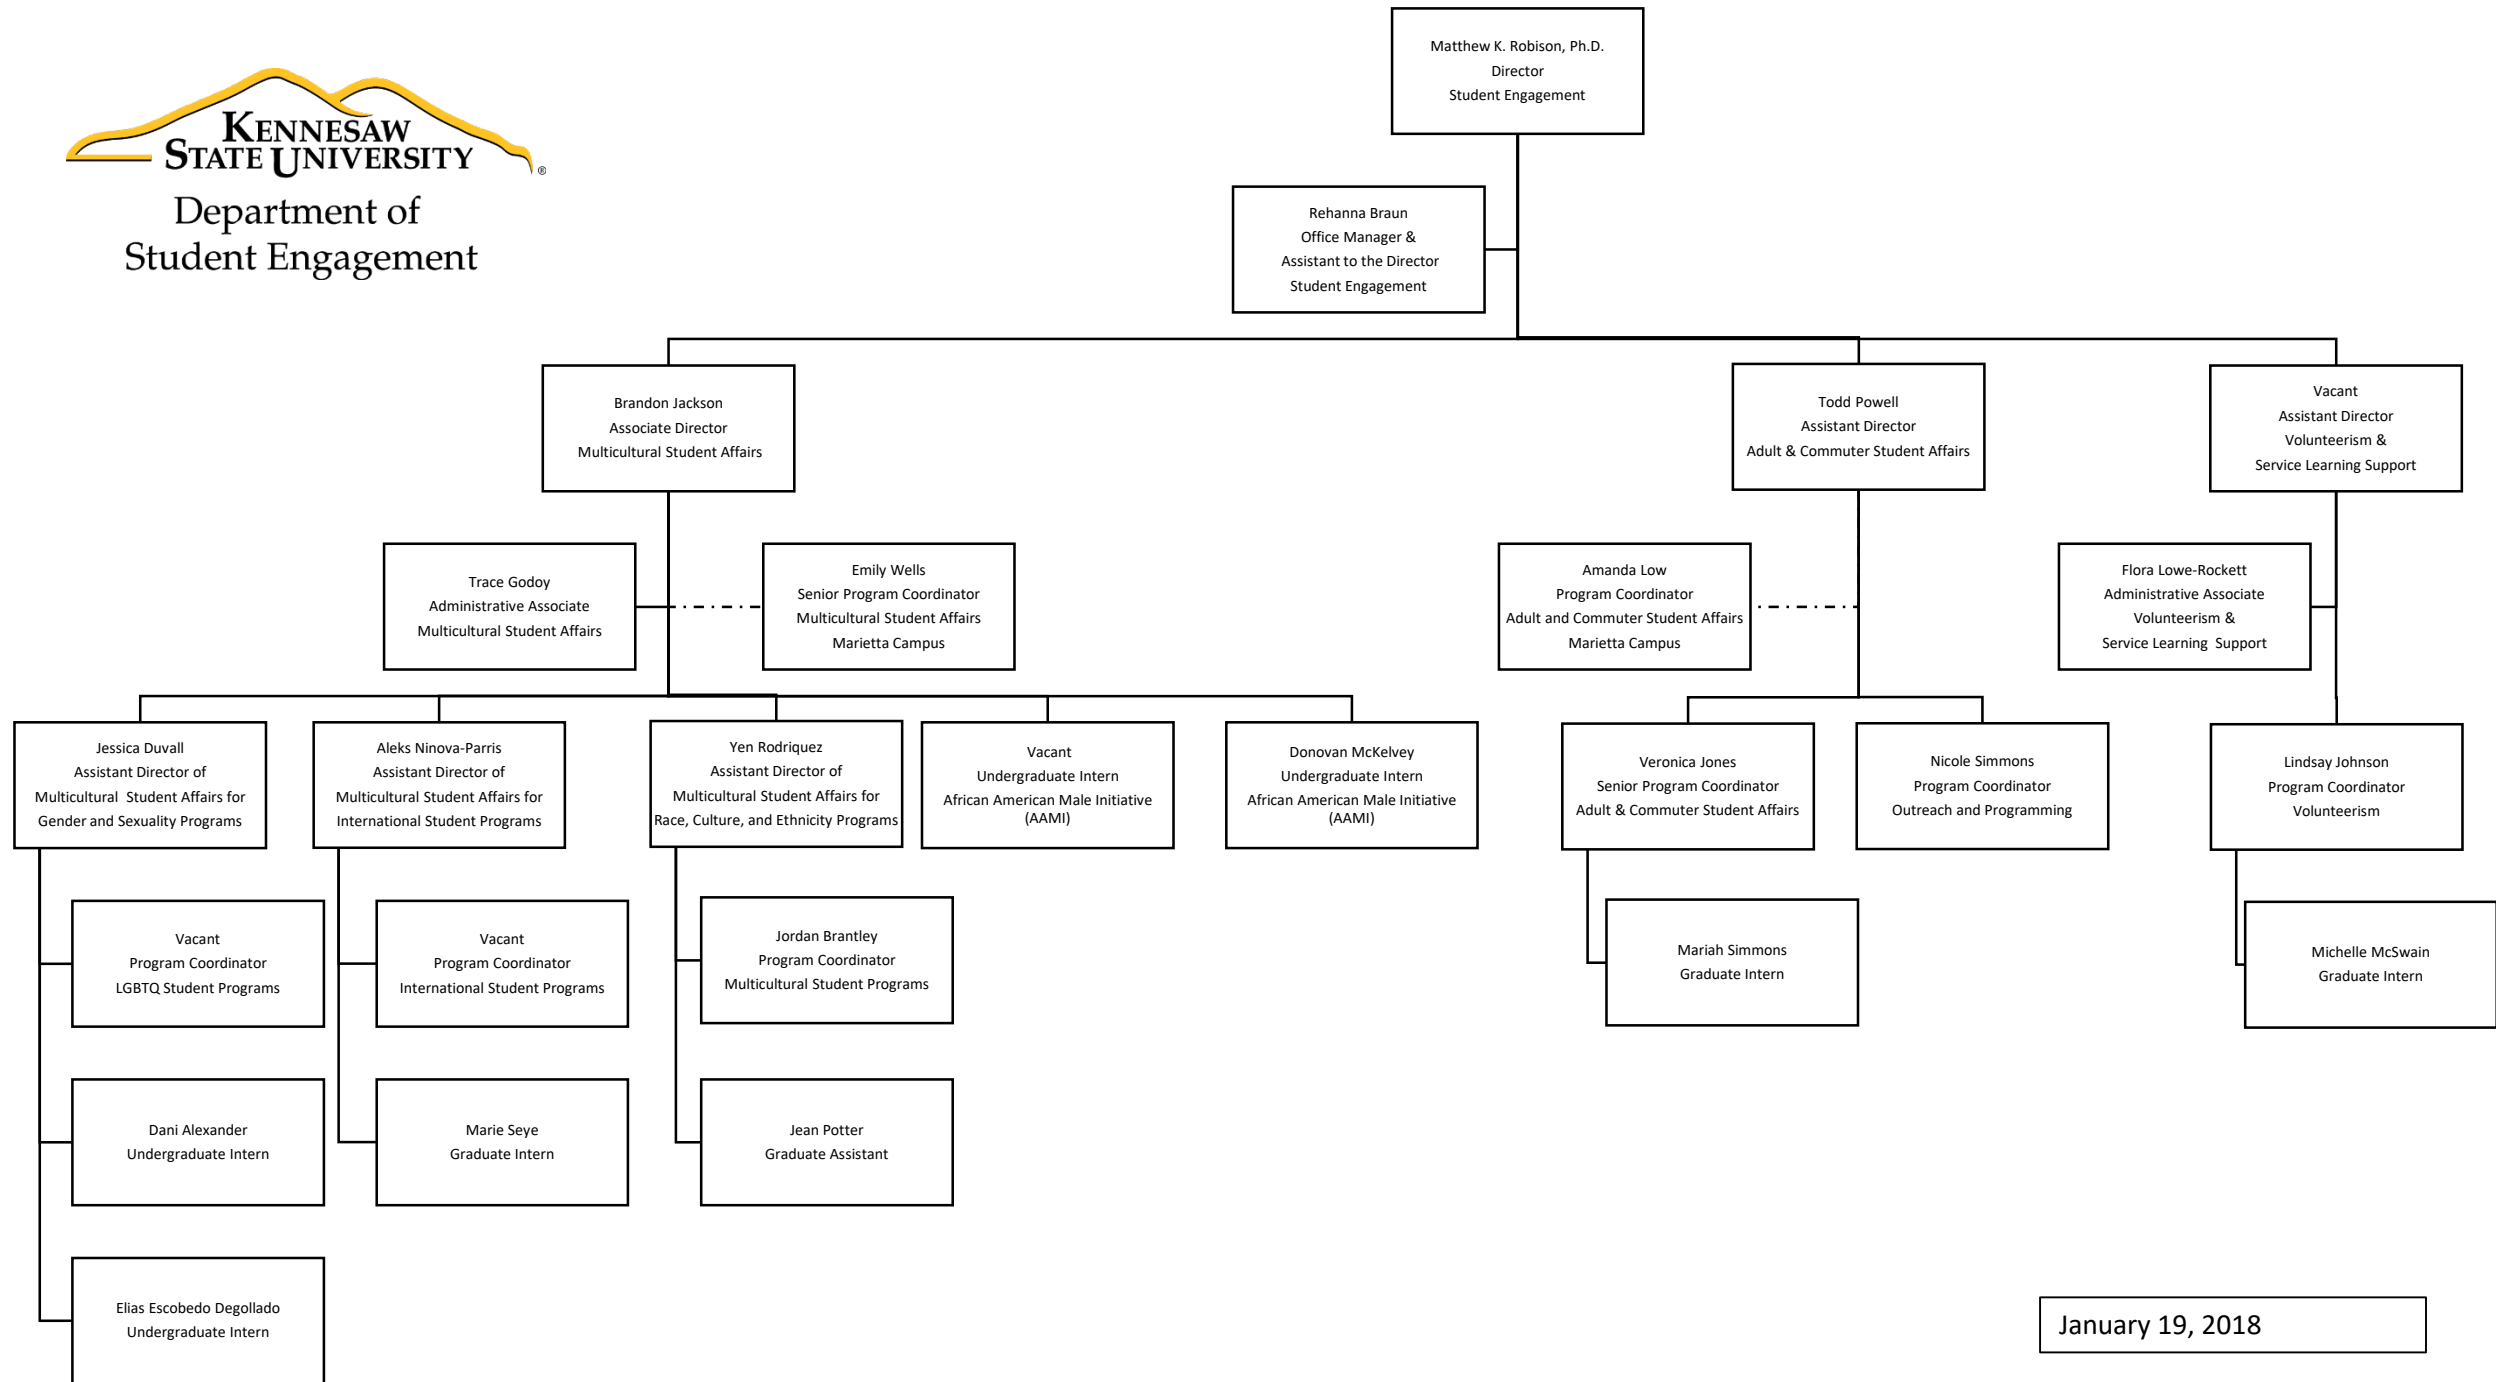 KENNESAW
STATE UNIVERSITY
®
Department of
Student Engagement
Matthew K. Robison, Ph.D.
Director
Student Engagement
Rehanna Braun
Office Manager &
Assistant to the Director
Student Engagement
Brandon Jackson
Associate Director
Multicultural Student Affairs
Todd Powell
Assistant Director
Adult & Commuter Student Affairs
Vacant
Assistant Director
Volunteerism &
Service Learning Support
Trace Godoy
Administrative Associate
Multicultural Student Affairs
Emily Wells
Senior Program Coordinator
Multicultural Student Affairs
Marietta Campus
Amanda Low
Program Coordinator
Adult and Commuter Student Affairs
Marietta Campus
Flora Lowe-Rockett
Administrative Associate
Volunteerism &
Service Learning Support
Jessica Duvall
Assistant Director of
Multicultural Student Affairs for
Gender and Sexuality Programs
Aleks Ninova-Parris
Assistant Director of
Multicultural Student Affairs for
International Student Programs
Yen Rodriquez
Assistant Director of
Multicultural Student Affairs for
Race, Culture, and Ethnicity Programs
Vacant
Undergraduate Intern
African American Male Initiative
(AAMI)
Donovan McKelvey
Undergraduate Intern
African American Male Initiative
(AAMI)
Veronica Jones
Senior Program Coordinator
Adult & Commuter Student Affairs
Nicole Simmons
Program Coordinator
Outreach and Programming
Lindsay Johnson
Program Coordinator
Volunteerism
Vacant
Program Coordinator
LGBTQ Student Programs
Vacant
Program Coordinator
International Student Programs
Jordan Brantley
Program Coordinator
Multicultural Student Programs
Mariah Simmons
Graduate Intern
Michelle McSwain
Graduate Intern
Dani Alexander
Undergraduate Intern
Marie Seye
Graduate Intern
Jean Potter
Graduate Assistant
Elias Escobedo Degollado
Undergraduate Intern
January 19, 2018